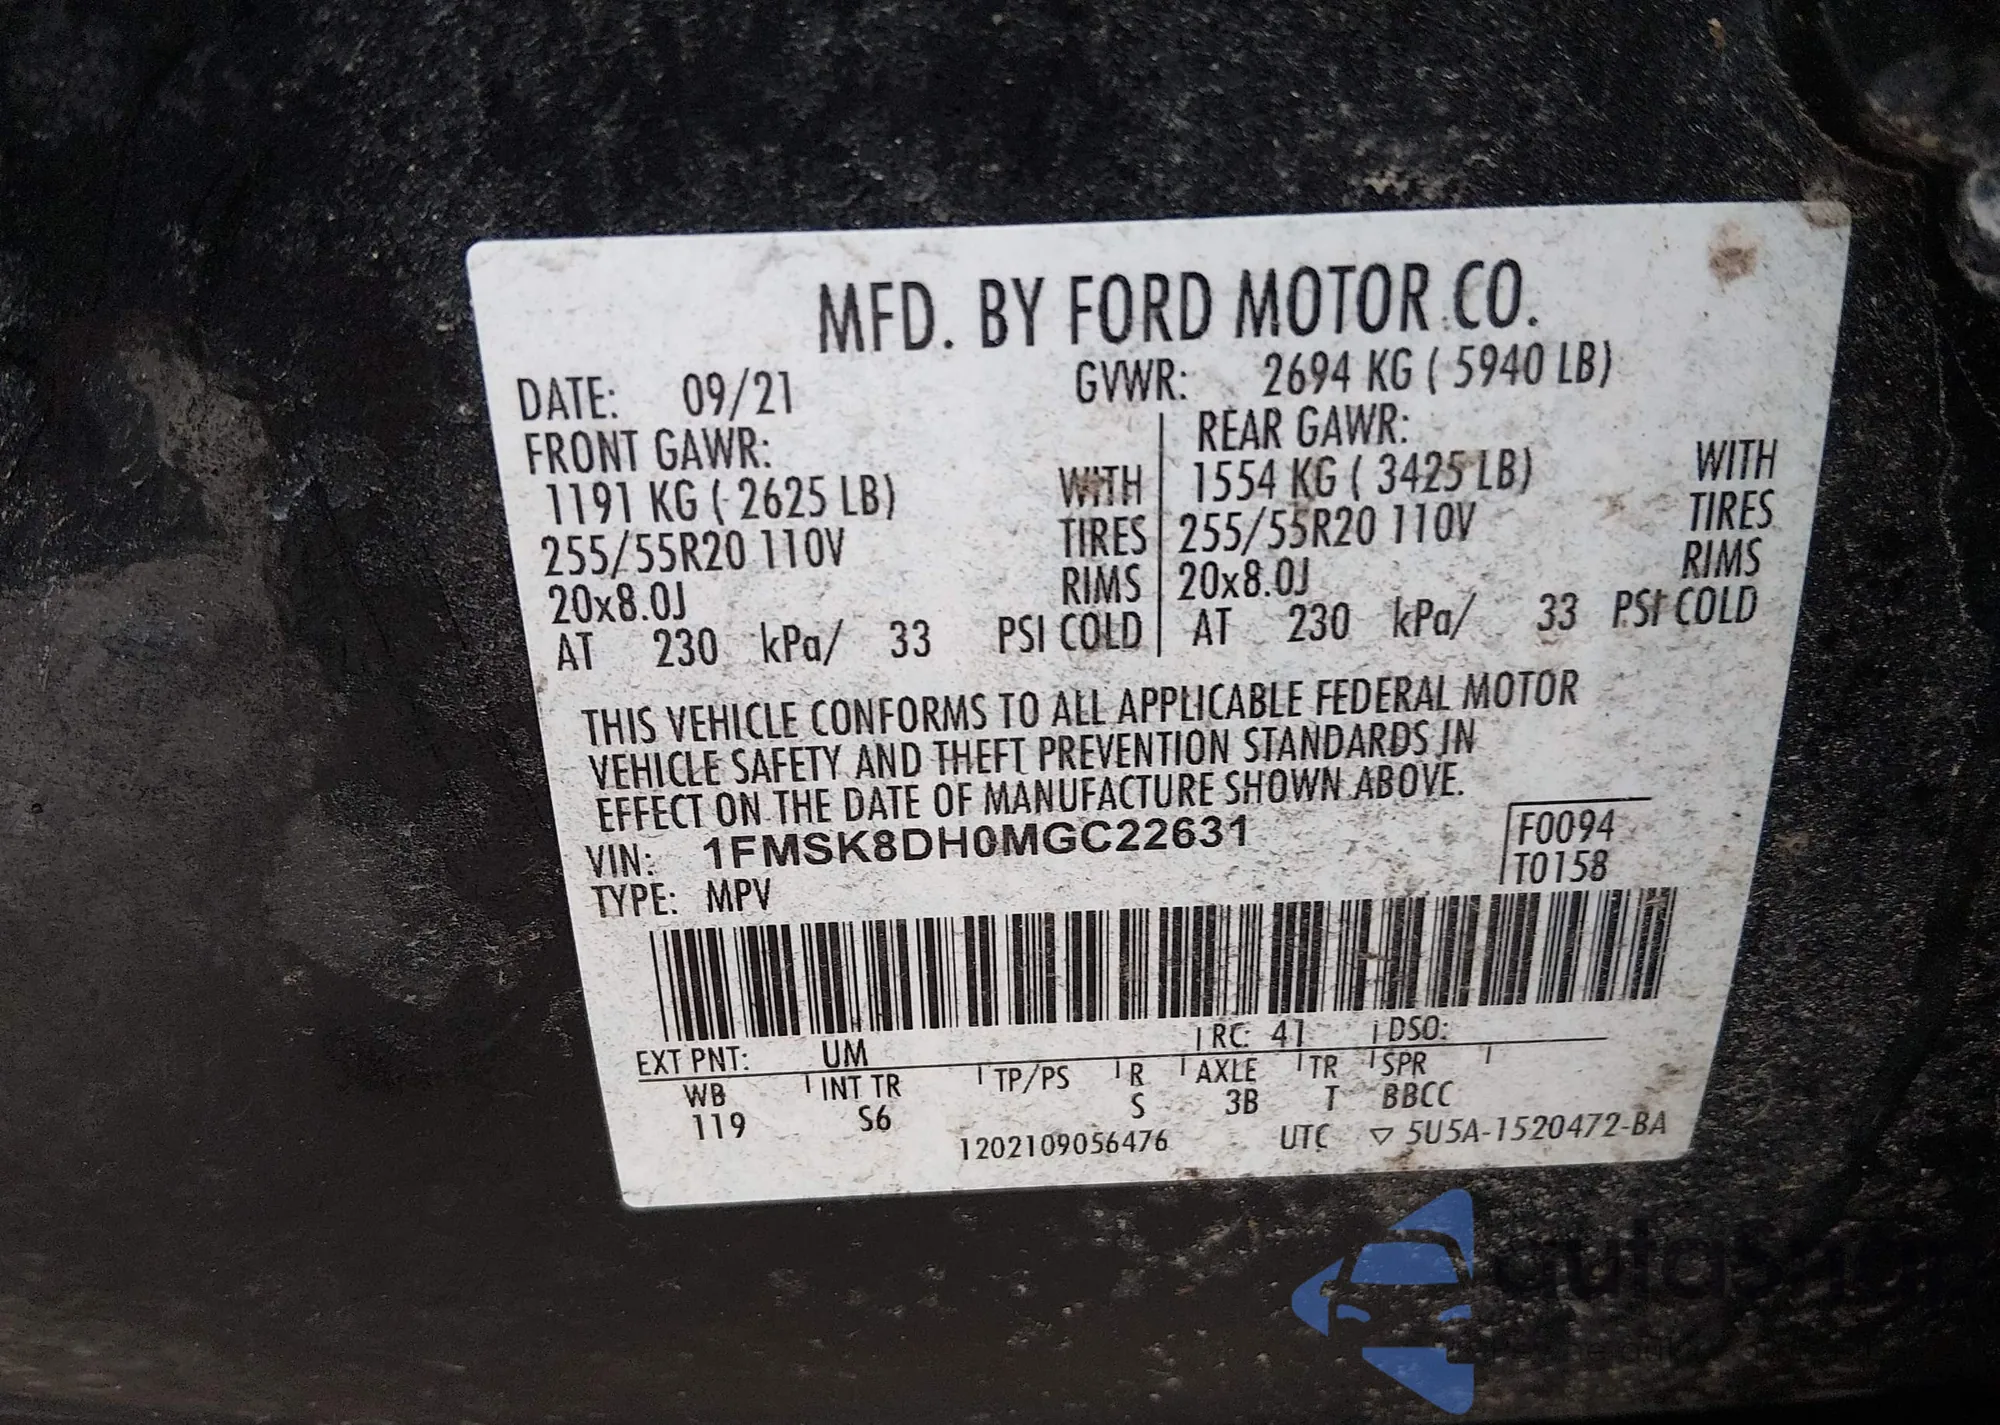 MFD. BY FORD MOTOR CO.
DATE: 09/21 GVWR: 2694 KG ( 5940 LB)
FRONT GAWR: REAR GAWR:
1191 KG ( 2625 LB) WITH 1554 KG ( 3425 LB) WITH
255/55R20 110V TIRES 255/55R20 110V TIRES
20x8.0J RIMS 20x8.0J RIMS
AT 230 kPa/ 33 PSI COLD AT 230 kPa/ 33 PSI COLD
THIS VEHICLE CONFORMS TO ALL APPLICABLE FEDERAL MOTOR
VEHICLE SAFETY AND THEFT PREVENTION STANDARDS IN
EFFECT ON THE DATE OF MANUFACTURE SHOWN ABOVE.
VIN: 1FMSK8DH0MGC22631 F0094
TYPE: MPV T0158
EXT PNT: UM RC: 41 DSO:
WB INT TR TP/PS R AXLE TR SPR
119 S6 S 3B T BBCC
1202109056476 UTC ▽ 5U5A-1520472-BA